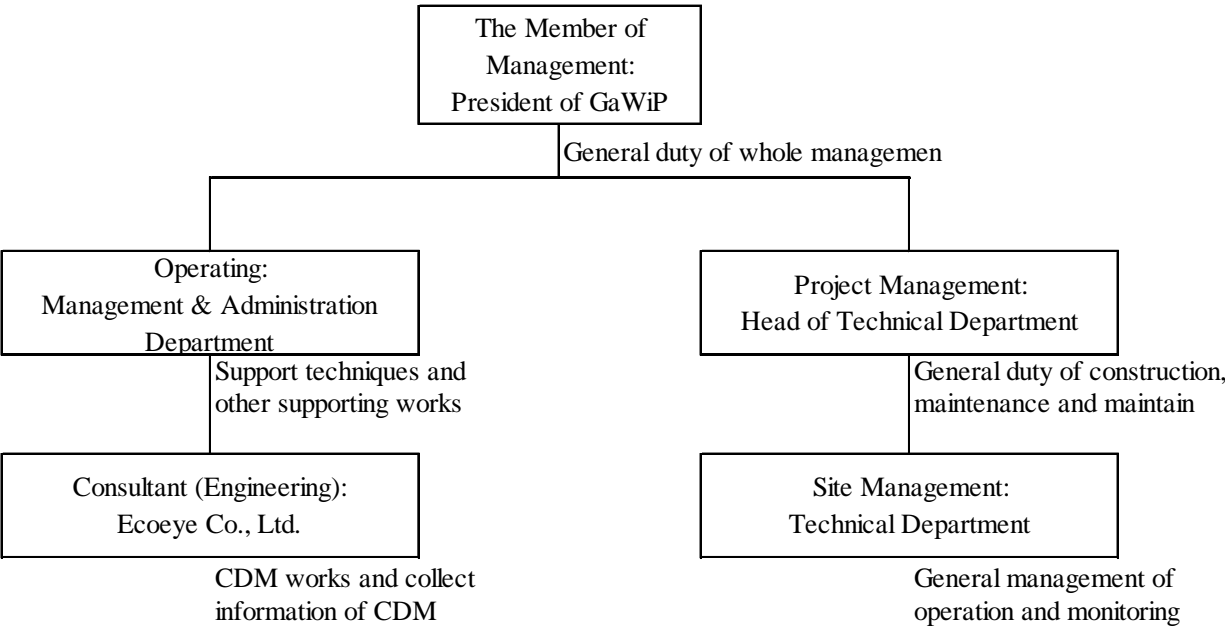 The Member of
Management:
President of GaWiP
General duty of whole managemen
Operating:
Management & Administration
Department
Project Management:
Head of Technical Department
Support techniques and
other supporting works
General duty of construction,
maintenance and maintain
Consultant (Engineering):
Ecoeye Co., Ltd.
Site Management:
Technical Department
CDM works and collect
information of CDM
General management of
operation and monitoring